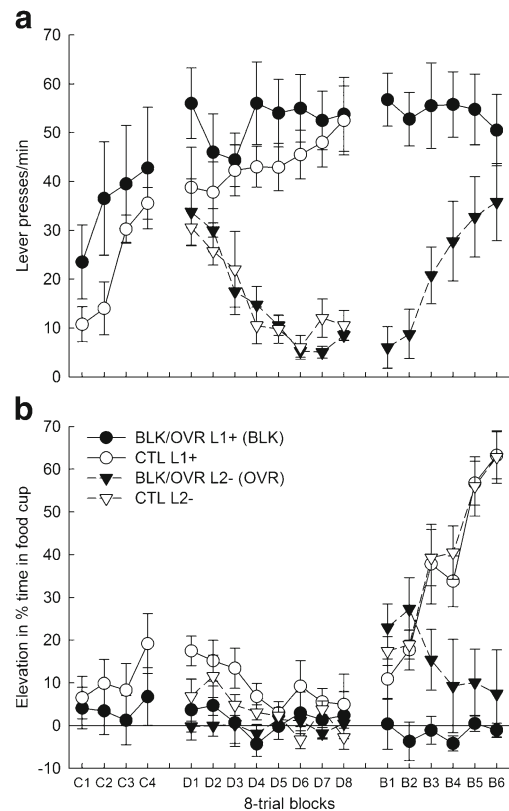 a
70
60
50
40
30
20
10
0
Lever presses/min
b
70
60
50
40
30
20
10
0
-10
Elevation in % time in food cup
BLK/OVR L1+ (BLK)
CTL L1+
BLK/OVR L2- (OVR)
CTL L2-
C1 C2 C3 C4 D1 D2 D3 D4 D5 D6 D7 D8 B1 B2 B3 B4 B5 B6
8-trial blocks